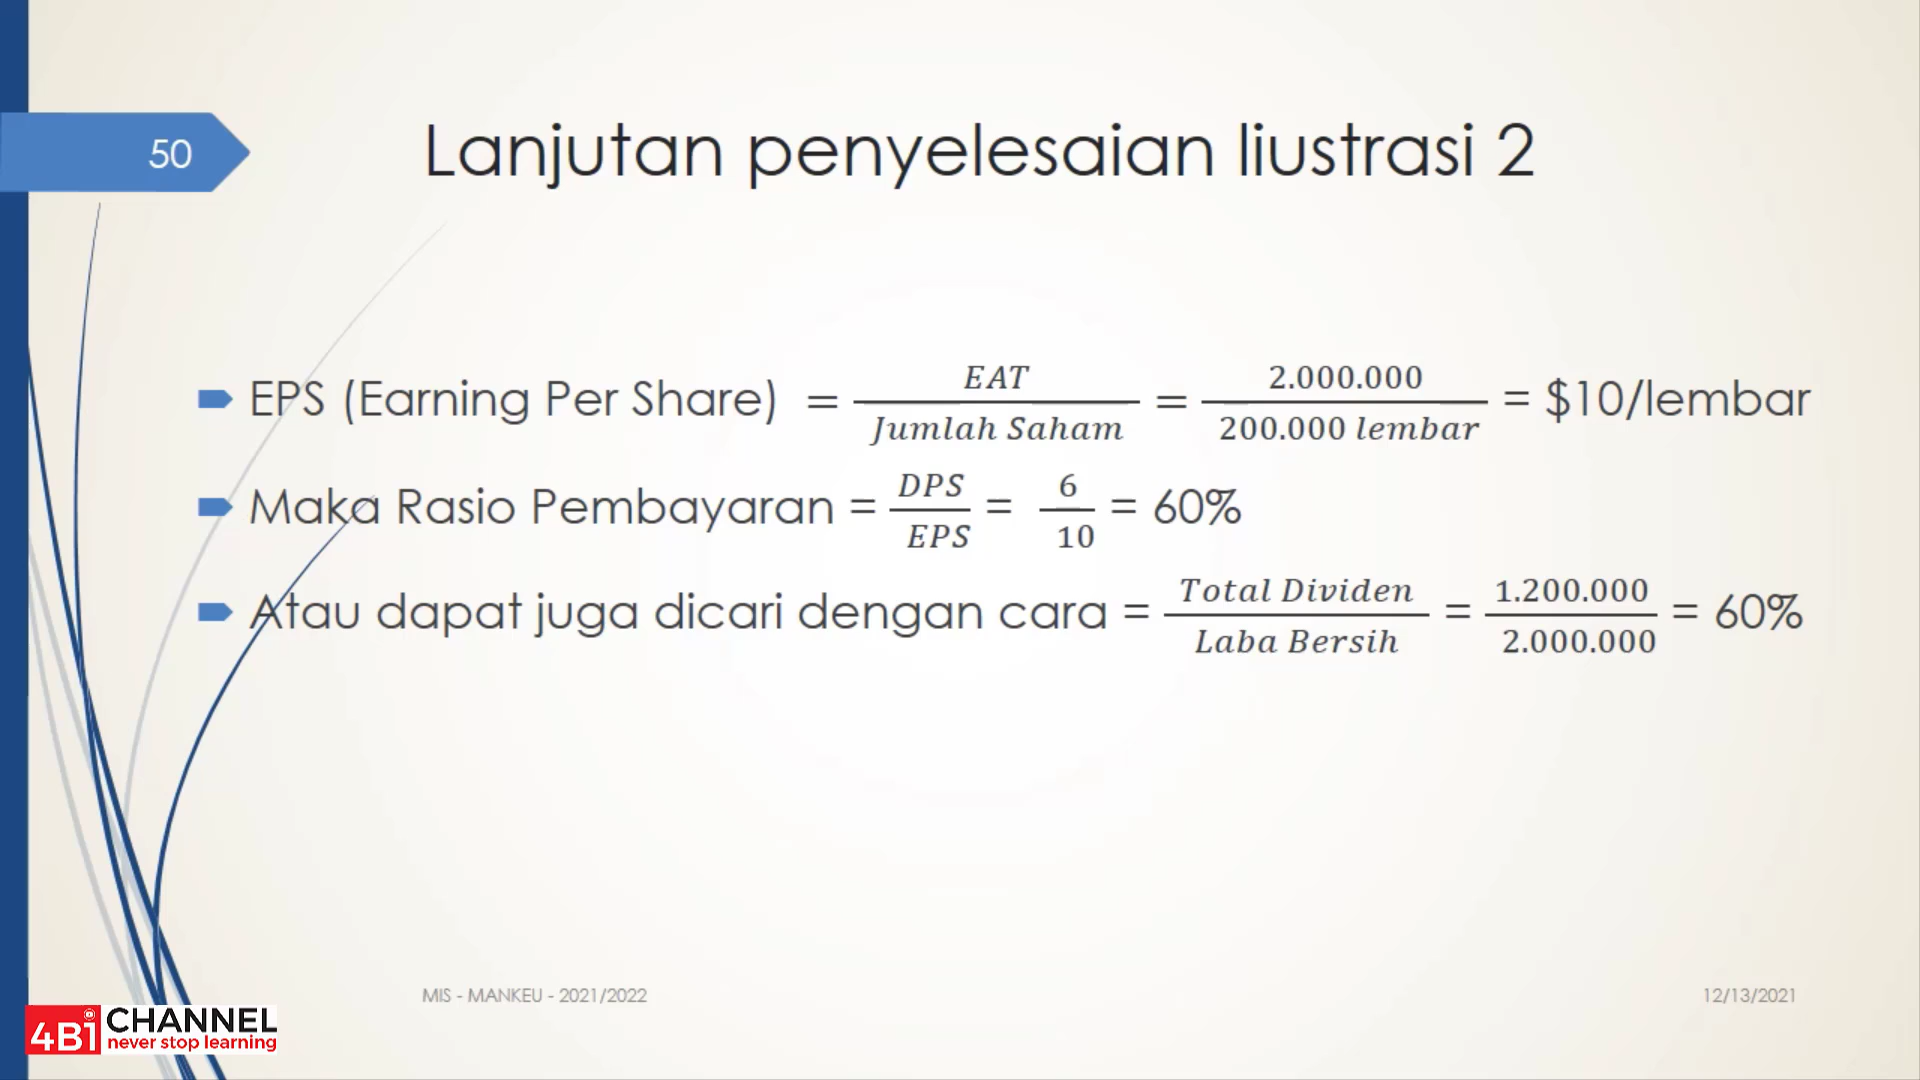 50
Lanjutan penyelesaian liustrasi 2
EPS (Earning Per Share) = EAT / Jumlah Saham = 2.000.000 / 200.000 lembar = $10/lembar
Maka Rasio Pembayaran = DPS / EPS = 6 / 10 = 60%
Atau dapat juga dicari dengan cara = Total Dividen / Laba Bersih = 1.200.000 / 2.000.000 = 60%
MIS - MANKEU - 2021/2022
12/13/2021
4Bi CHANNEL
never stop learning